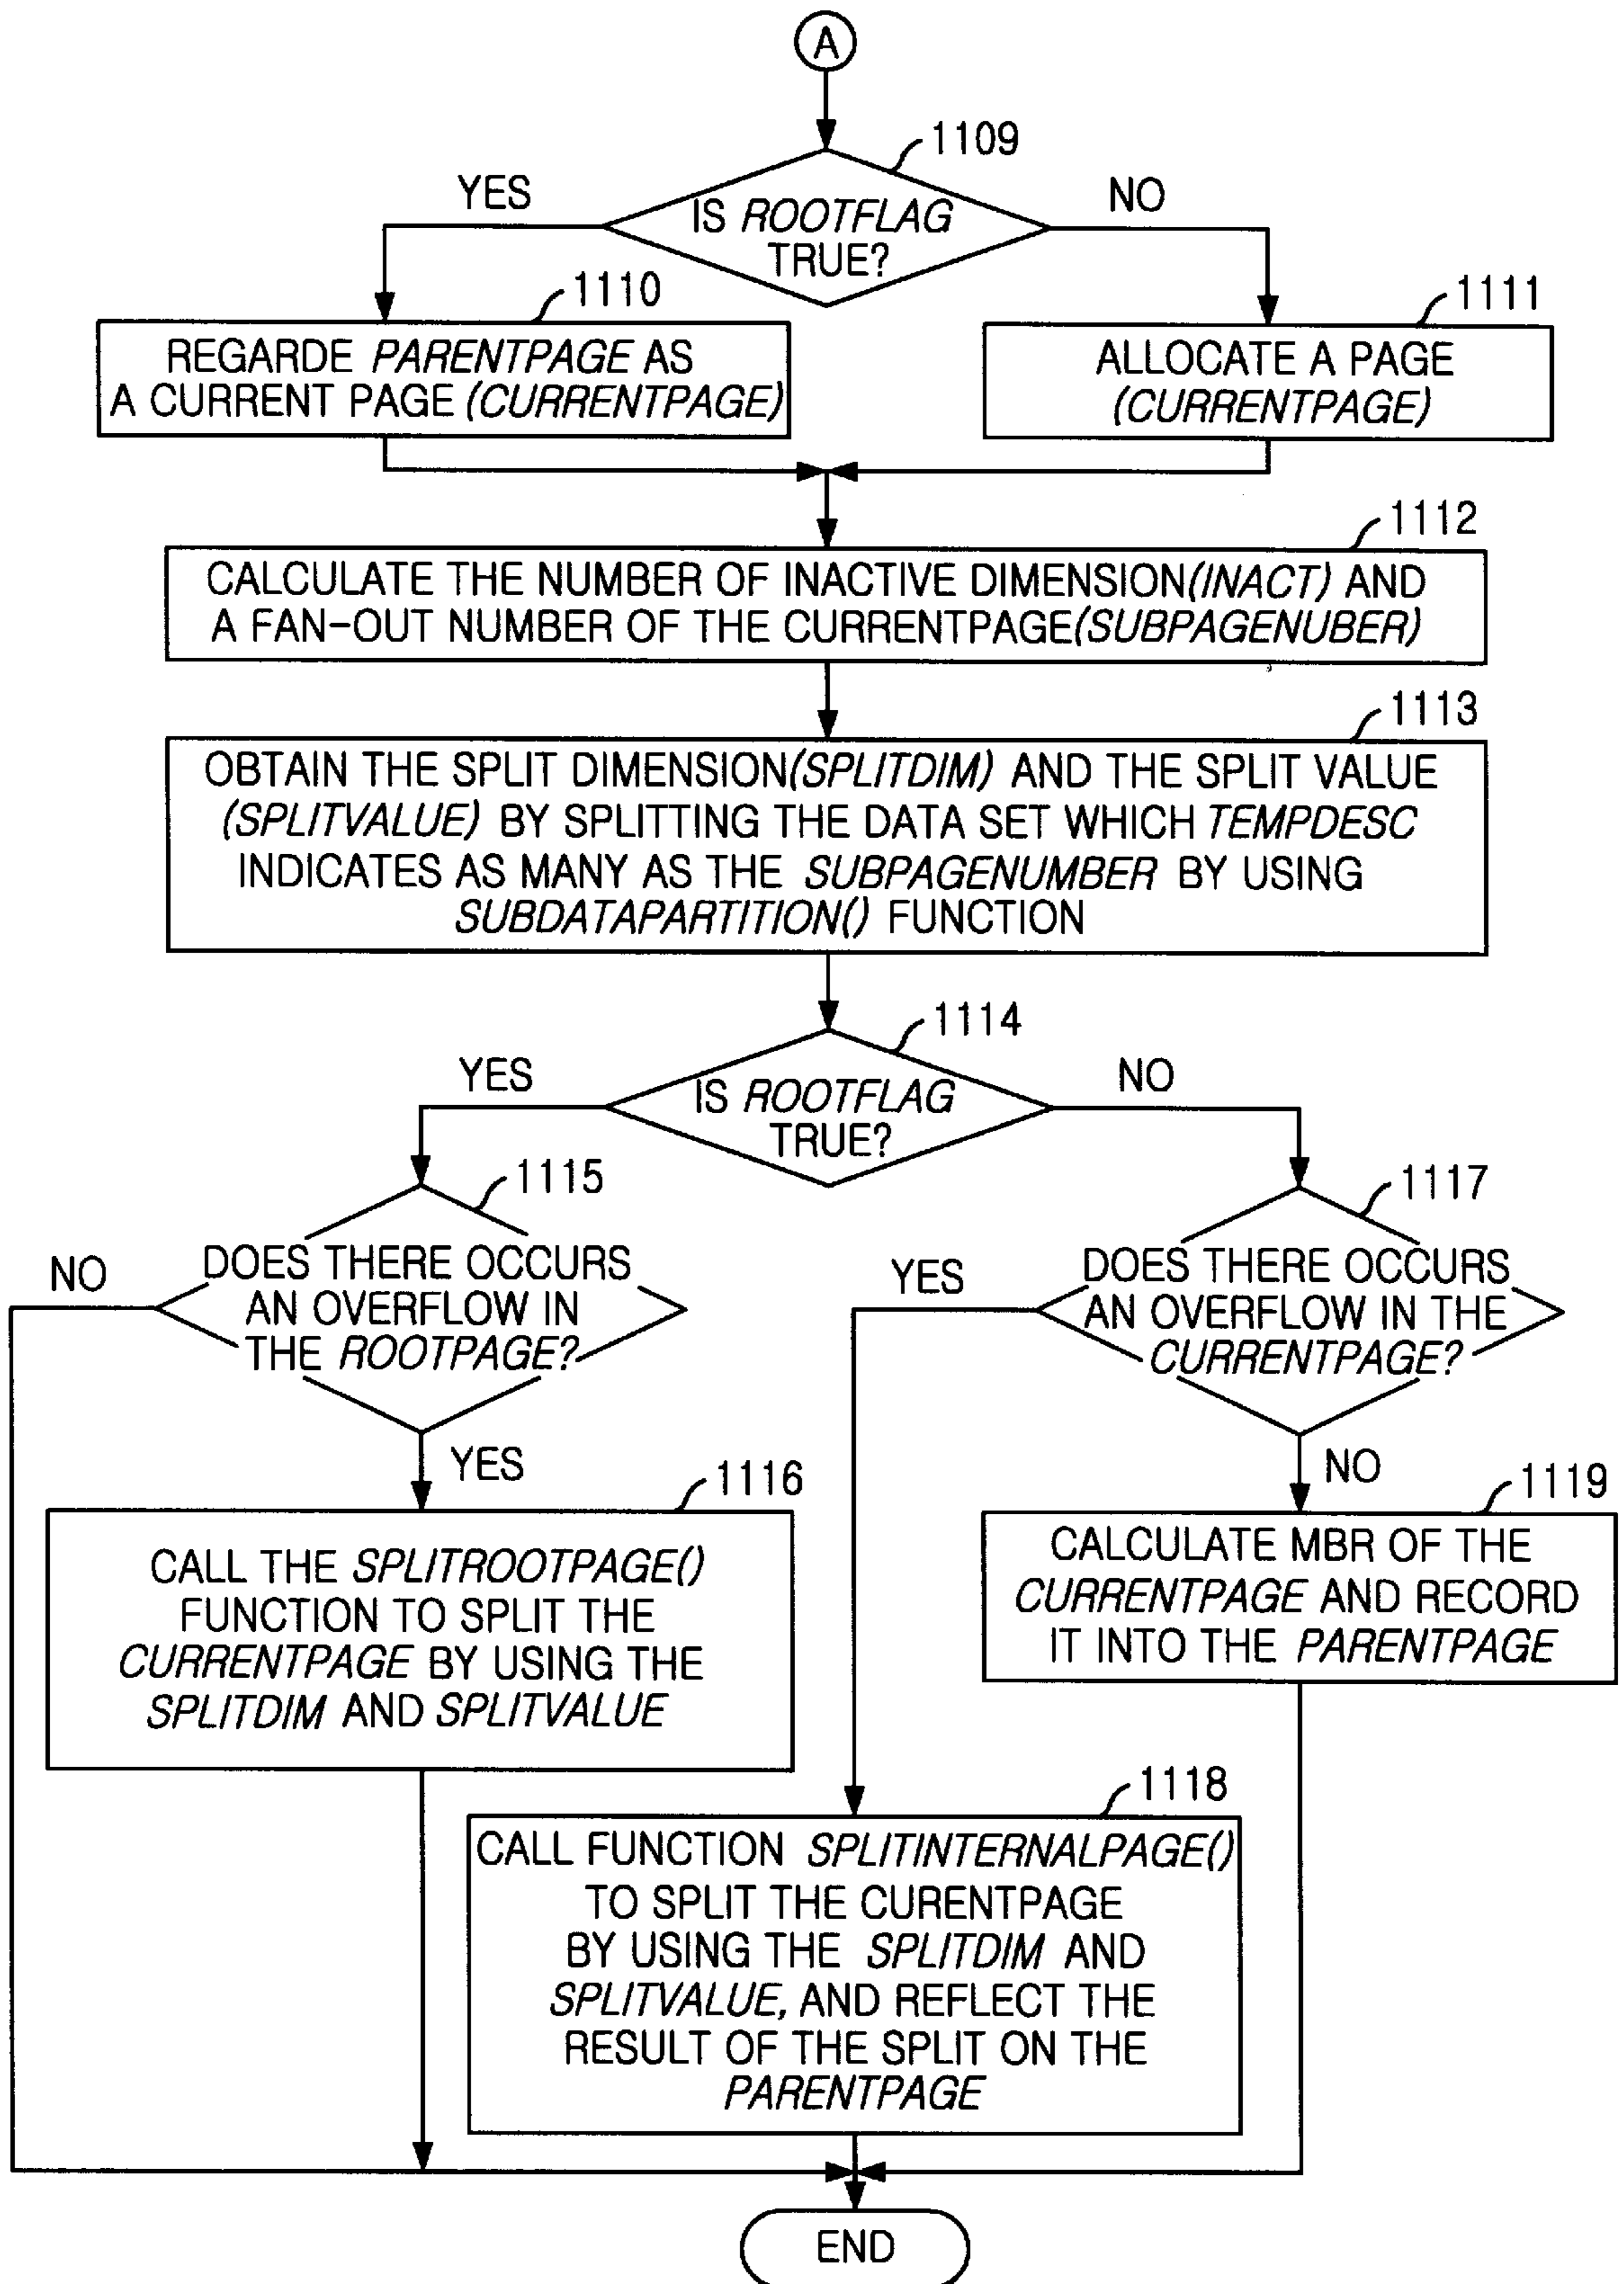 A
1109
YES
NO
IS ROOTFLAG
TRUE?
1110
1111
REGARDE PARENTPAGE AS
A CURRENT PAGE (CURRENTPAGE)
ALLOCATE A PAGE
(CURRENTPAGE)
1112
CALCULATE THE NUMBER OF INACTIVE DIMENSION(INACT) AND
A FAN-OUT NUMBER OF THE CURRENTPAGE(SUBPAGENUBER)
1113
OBTAIN THE SPLIT DIMENSION(SPLITDIM) AND THE SPLIT VALUE
(SPLITVALUE) BY SPLITTING THE DATA SET WHICH TEMPDESC
INDICATES AS MANY AS THE SUBPAGENUMBER BY USING
SUBDATAPARTITION() FUNCTION
1114
YES
NO
IS ROOTFLAG
TRUE?
1115
1117
NO
DOES THERE OCCURS
AN OVERFLOW IN
THE ROOTPAGE?
YES
DOES THERE OCCURS
AN OVERFLOW IN THE
CURRENTPAGE?
YES
NO
1116
1119
CALL THE SPLITROOTPAGE()
FUNCTION TO SPLIT THE
CURRENTPAGE BY USING THE
SPLITDIM AND SPLITVALUE
CALCULATE MBR OF THE
CURRENTPAGE AND RECORD
IT INTO THE PARENTPAGE
1118
CALL FUNCTION SPLITINTERNALPAGE()
TO SPLIT THE CURENTPAGE
BY USING THE SPLITDIM AND
SPLITVALUE, AND REFLECT THE
RESULT OF THE SPLIT ON THE
PARENTPAGE
END